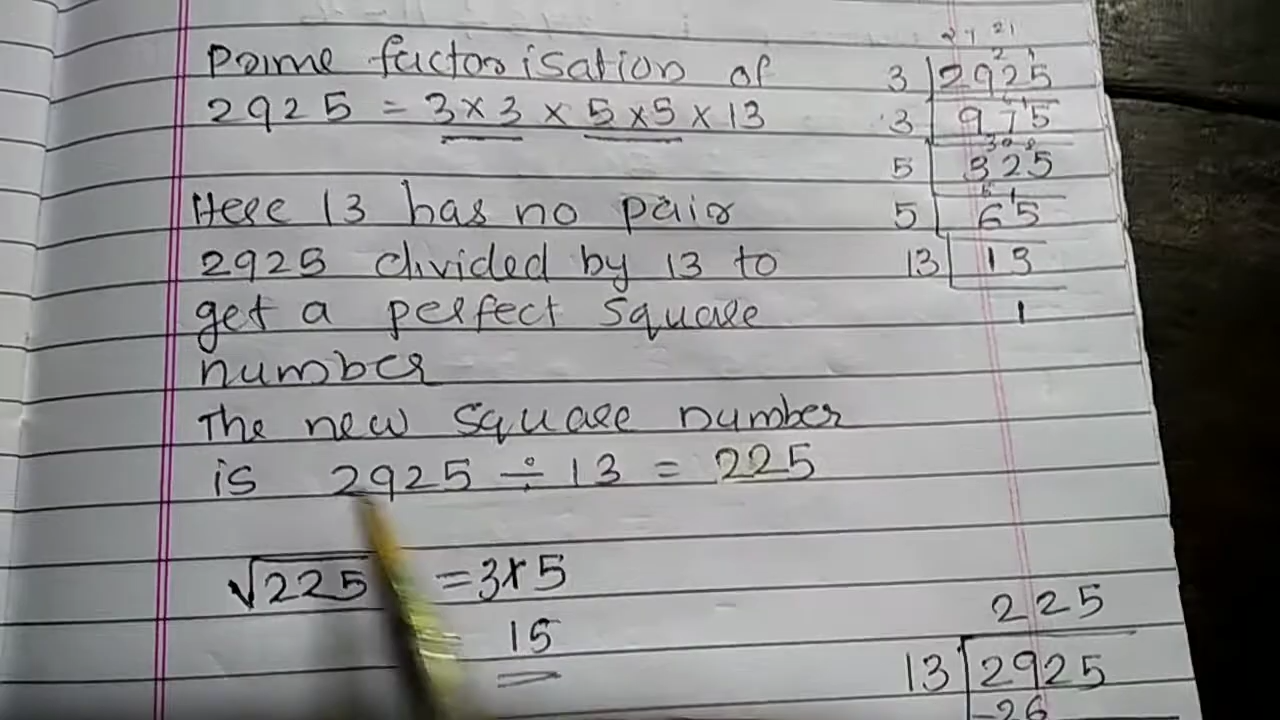 Prime factorisation of
2925 = 3×3 × 5×5 × 13
Here 13 has no pair
2925 divided by 13 to
get a perfect square
number
The new square number
is 2925 ÷ 13 = 225
√225 = 3×5
15
3 2925
3 975
5 325
5 65
13 13
1
225
13 2925
-26